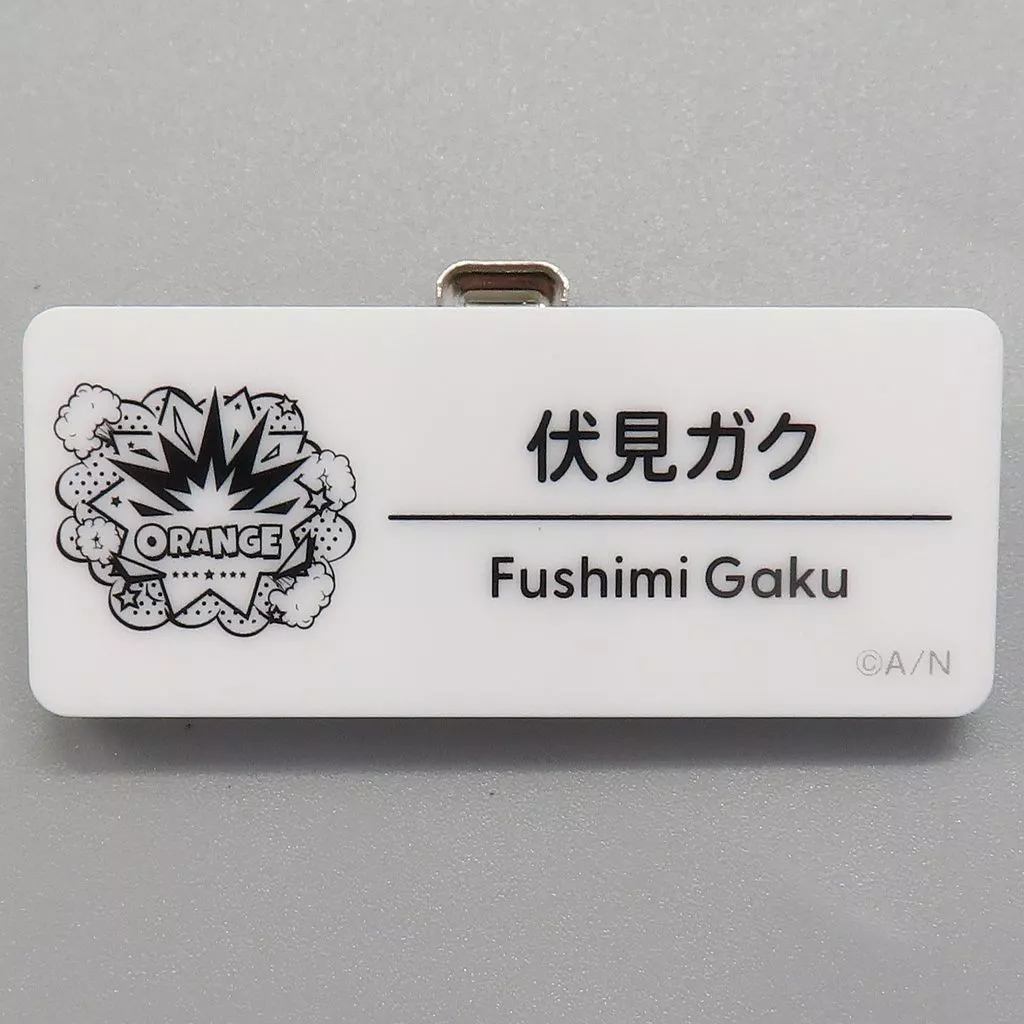 ORANGE
伏見ガク
Fushimi Gaku
©A/N